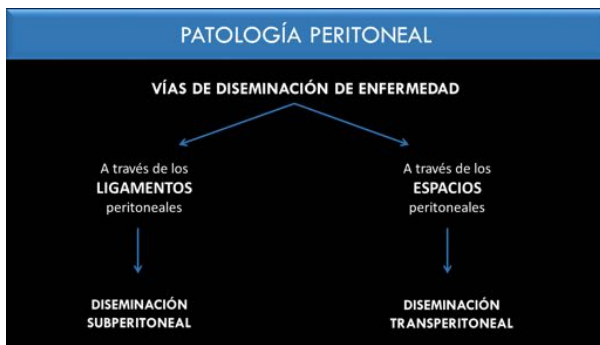 PATOLOGÍA PERITONEAL
VÍAS DE DISEMINACIÓN DE ENFERMEDAD
A través de los
LIGAMENTOS
peritoneales
A través de los
ESPACIOS
peritoneales
DISEMINACIÓN
SUBPERITONEAL
DISEMINACIÓN
TRANSPERITONEAL